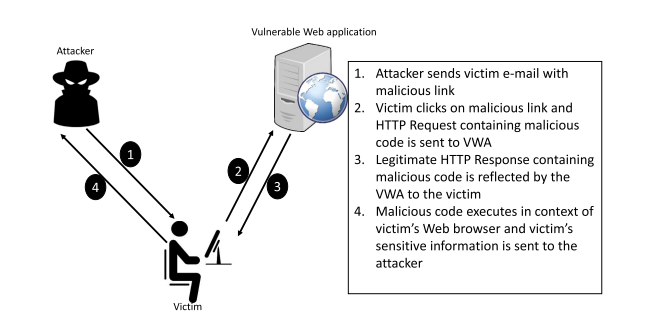 Vulnerable Web application
Attacker
1
4
2
3
Victim
1. Attacker sends victim e-mail with
malicious link
2. Victim clicks on malicious link and
HTTP Request containing malicious
code is sent to VWA
3. Legitimate HTTP Response containing
malicious code is reflected by the
VWA to the victim
4. Malicious code executes in context of
victim's Web browser and victim's
sensitive information is sent to the
attacker